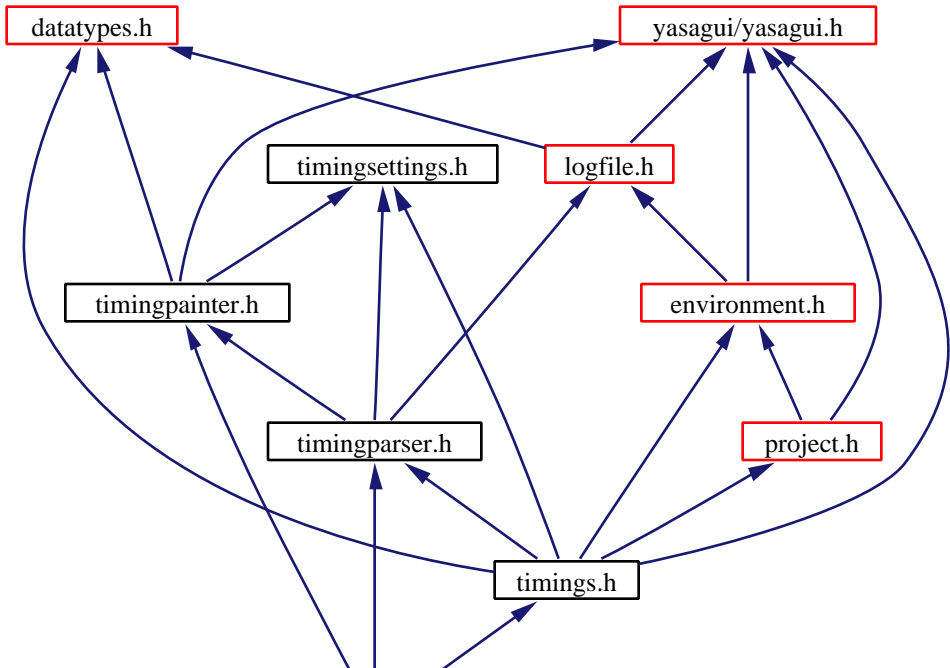 datatypes.h
yasagui/yasagui.h
timingsettings.h
logfile.h
timingpainter.h
environment.h
timingparser.h
project.h
timings.h